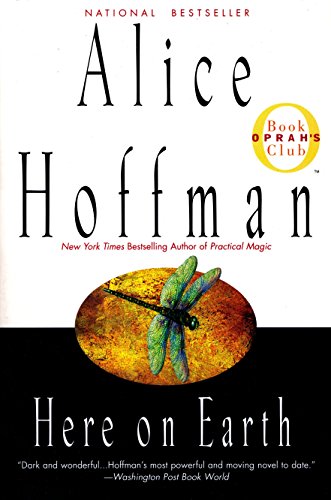 NATIONAL BESTSELLER
Alice
Hoffman
Book
OPRAH'S
Club
TM
New York Times Bestselling Author of Practical Magic
Here on Earth
"Dark and wonderful...Hoffman's most powerful and moving novel to date."
—Washington Post Book World